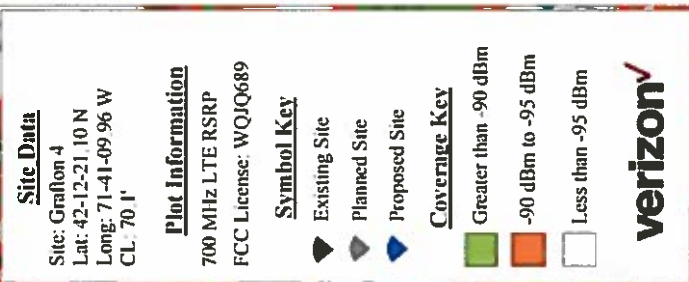 Site Data
Site: Grafton 4
Lat: 42-12-21.10 N
Long: 71-41-09.96 W
CL: 70.1'
Plot Information
700 MHz LTE RSRP
FCC License: WQJQ689
Symbol Key
Existing Site
Planned Site
Proposed Site
Coverage Key
Greater than -90 dBm
-90 dBm to -95 dBm
Less than -95 dBm
verizon